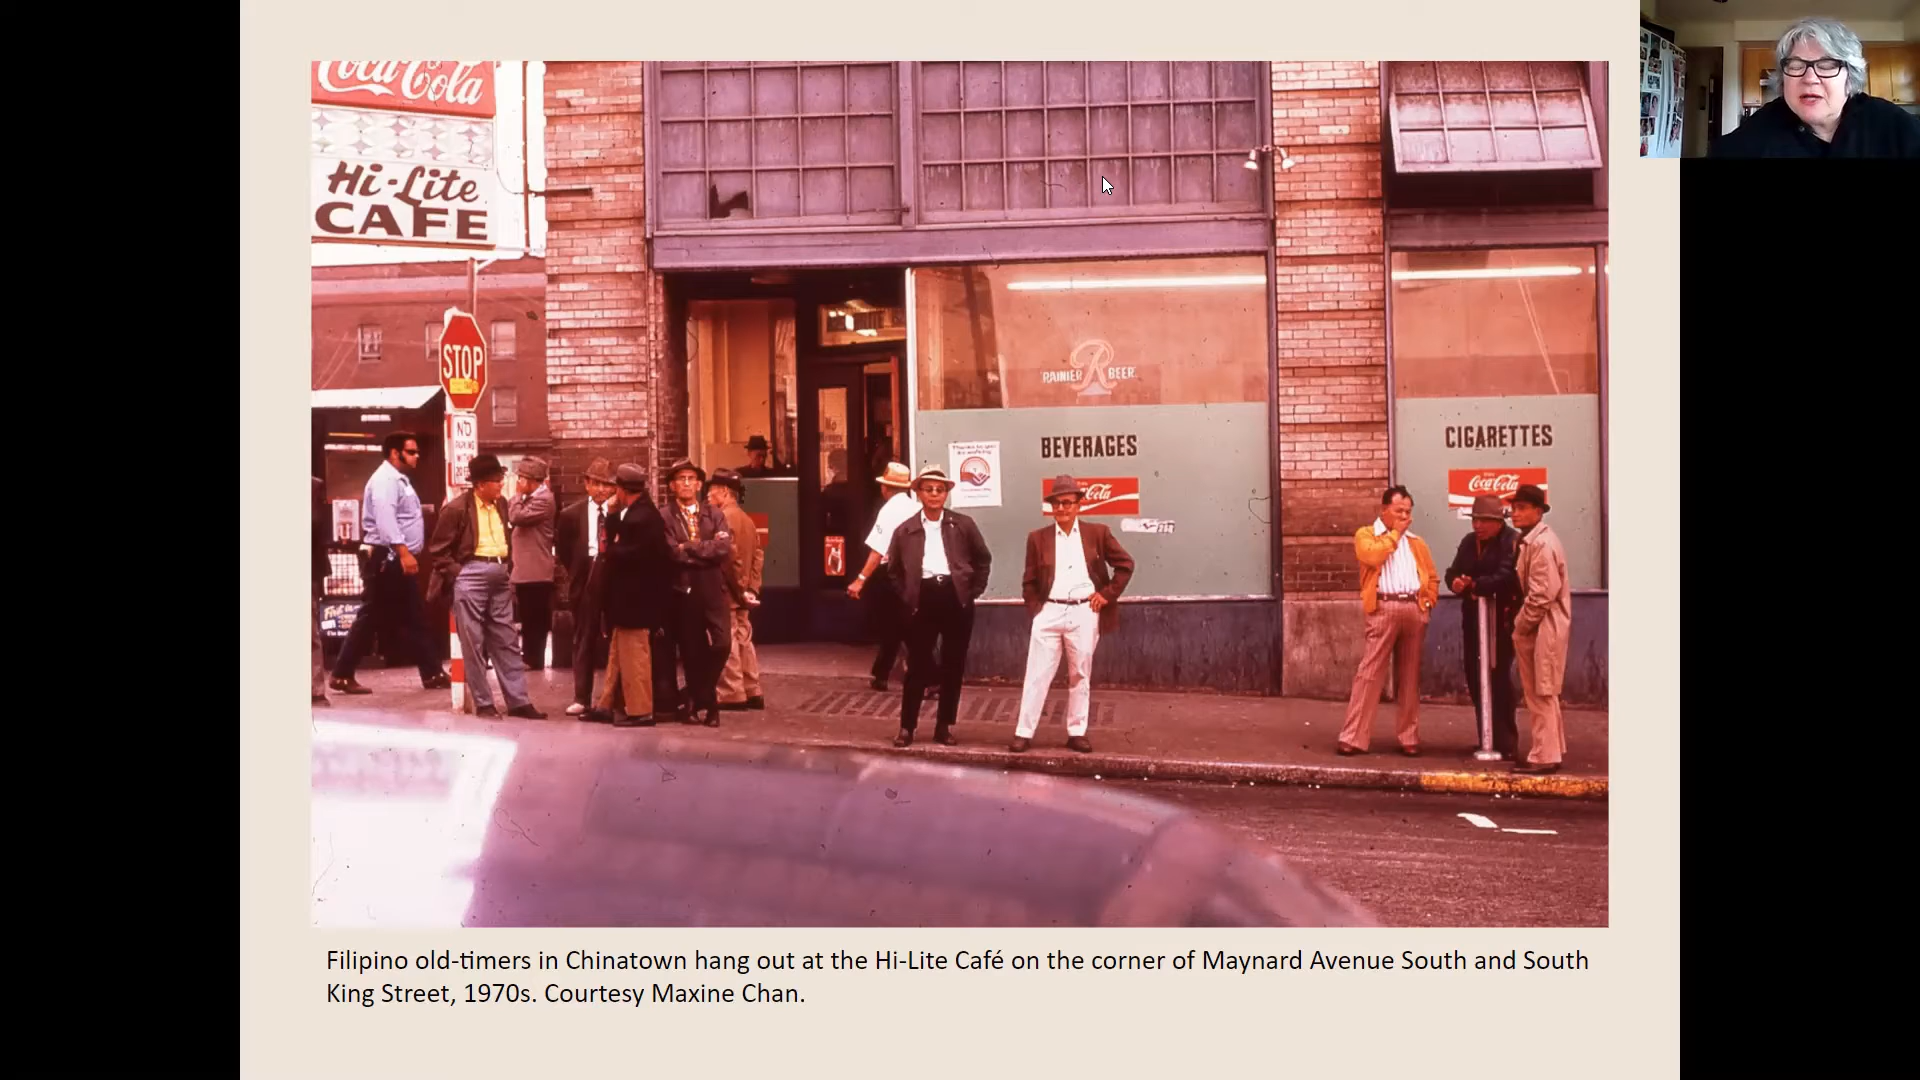 Coca-Cola
Hi-Lite
CAFE
STOP
NO
PARKING
RAINIER R BEER
BEVERAGES
Coca-Cola
CIGARETTES
Coca-Cola
Filipino old-timers in Chinatown hang out at the Hi-Lite Café on the corner of Maynard Avenue South and South
King Street, 1970s. Courtesy Maxine Chan.